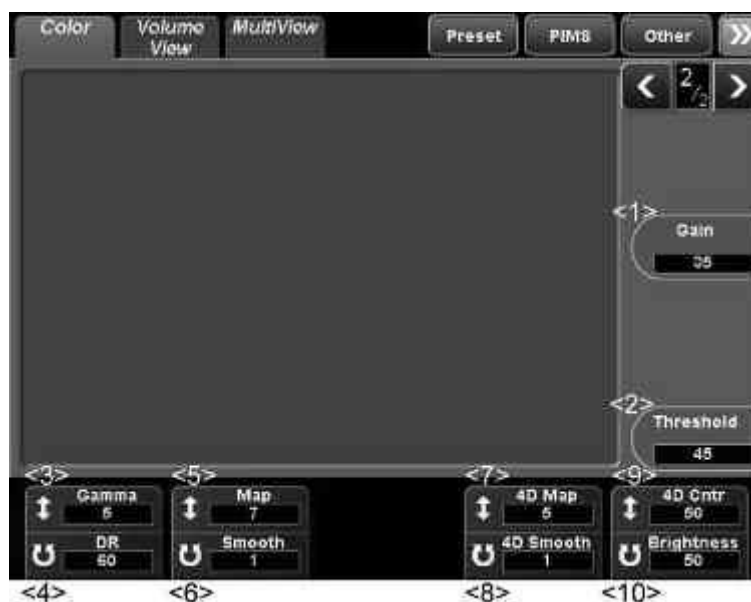 Color
Volume
View
MultiView
Preset
PIMS
Other
2/2
<1>
Gain
35
<2>
Threshold
45
<3>
Gamma
5
<5>
Map
7
<7>
4D Map
5
<9>
4D Cntr
50
DR
60
Smooth
1
4D Smooth
1
Brightness
50
<4>
<6>
<8>
<10>